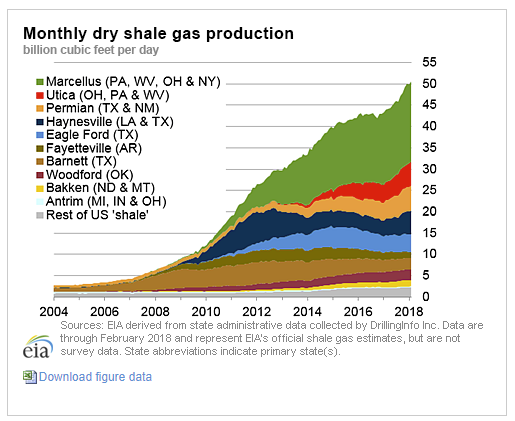 Monthly dry shale gas production
billion cubic feet per day
Marcellus (PA, WV, OH & NY)
Utica (OH, PA & WV)
Permian (TX & NM)
Haynesville (LA & TX)
Eagle Ford (TX)
Fayetteville (AR)
Barnett (TX)
Woodford (OK)
Bakken (ND & MT)
Antrim (MI, IN & OH)
Rest of US 'shale'
55
50
45
40
35
30
25
20
15
10
5
0
2004 2006 2008 2010 2012 2014 2016 2018
Sources: EIA derived from state administrative data collected by DrillingInfo Inc. Data are
through February 2018 and represent EIA's official shale gas estimates, but are not
survey data. State abbreviations indicate primary state(s).
eia
Download figure data